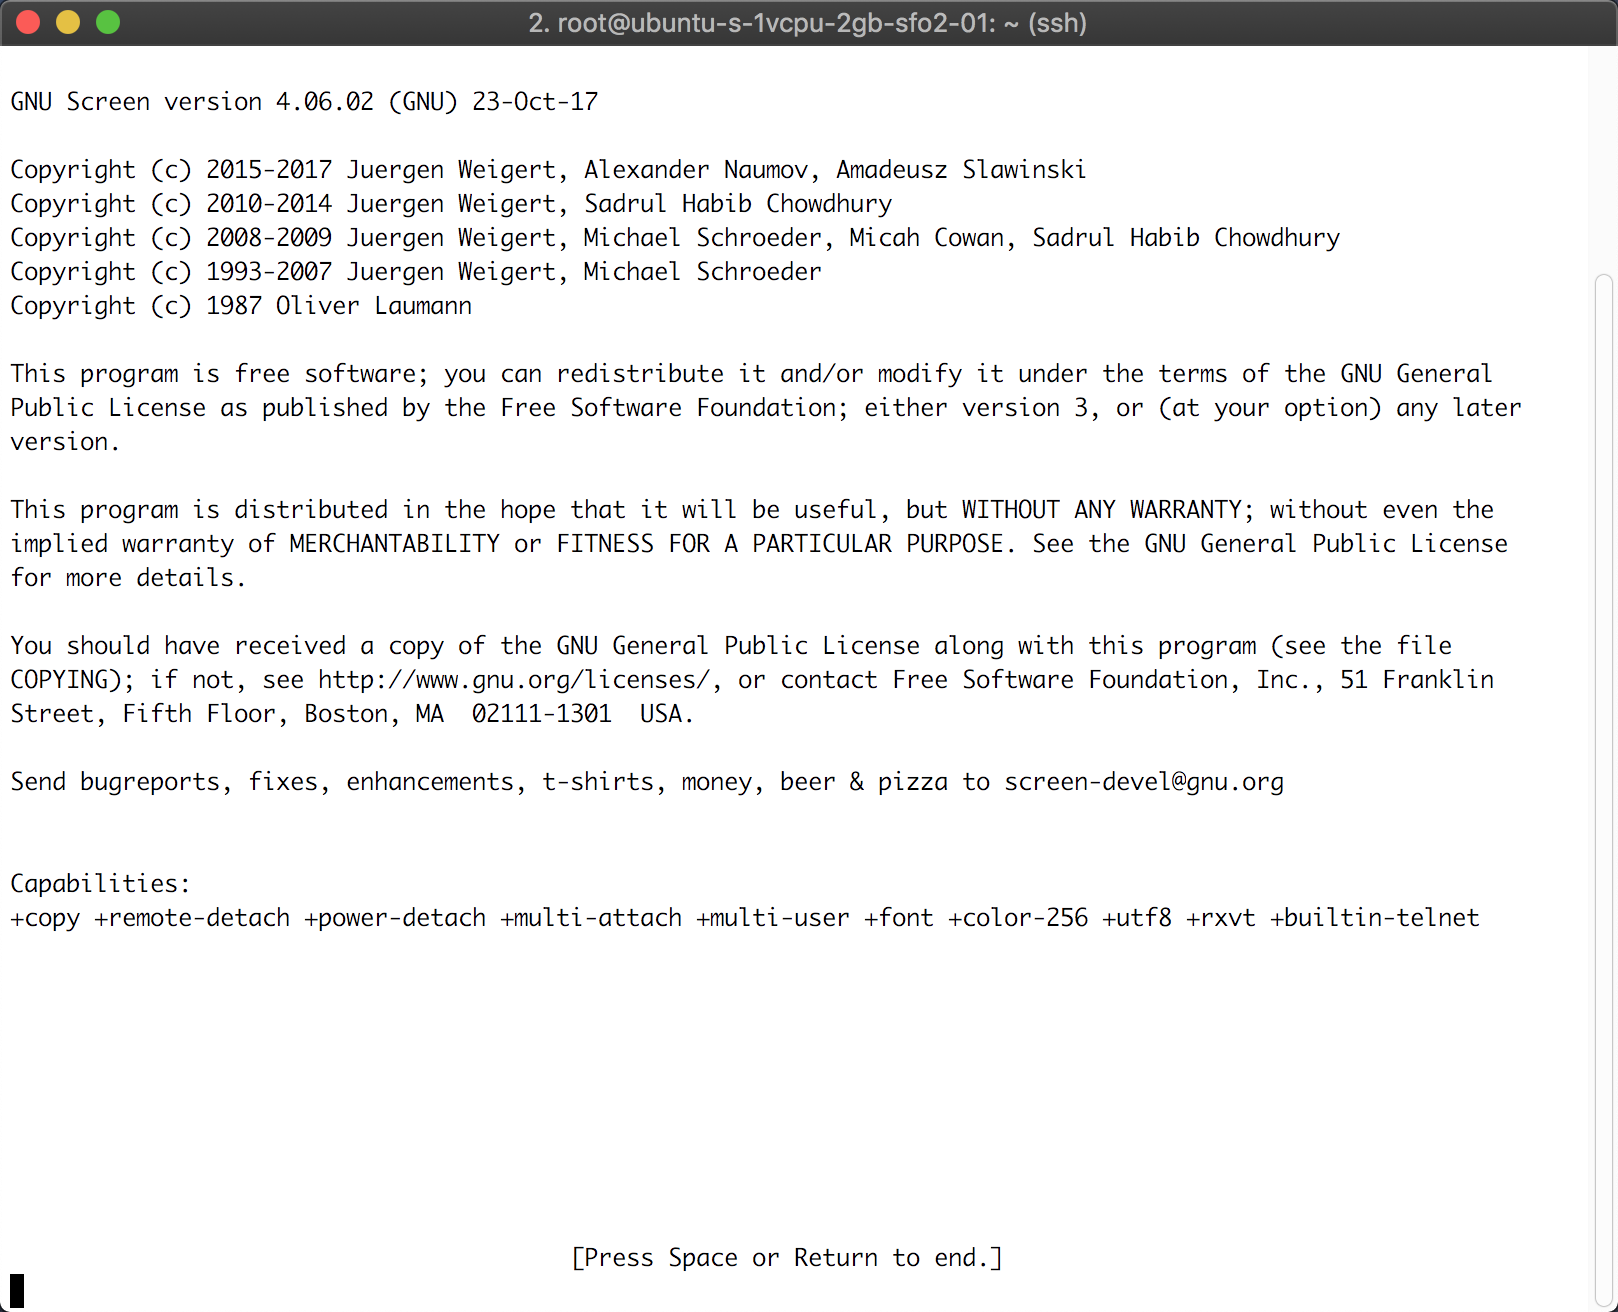 2. root@ubuntu-s-1vcpu-2gb-sfo2-01: ~ (ssh)
GNU Screen version 4.06.02 (GNU) 23-Oct-17
Copyright (c) 2015-2017 Juergen Weigert, Alexander Naumov, Amadeusz Slawinski
Copyright (c) 2010-2014 Juergen Weigert, Sadrul Habib Chowdhury
Copyright (c) 2008-2009 Juergen Weigert, Michael Schroeder, Micah Cowan, Sadrul Habib Chowdhury
Copyright (c) 1993-2007 Juergen Weigert, Michael Schroeder
Copyright (c) 1987 Oliver Laumann
This program is free software; you can redistribute it and/or modify it under the terms of the GNU General
Public License as published by the Free Software Foundation; either version 3, or (at your option) any later
version.
This program is distributed in the hope that it will be useful, but WITHOUT ANY WARRANTY; without even the
implied warranty of MERCHANTABILITY or FITNESS FOR A PARTICULAR PURPOSE. See the GNU General Public License
for more details.
You should have received a copy of the GNU General Public License along with this program (see the file
COPYING); if not, see http://www.gnu.org/licenses/, or contact Free Software Foundation, Inc., 51 Franklin
Street, Fifth Floor, Boston, MA  02111-1301  USA.
Send bugreports, fixes, enhancements, t-shirts, money, beer & pizza to screen-devel@gnu.org
Capabilities:
+copy +remote-detach +power-detach +multi-attach +multi-user +font +color-256 +utf8 +rxvt +builtin-telnet
[Press Space or Return to end.]